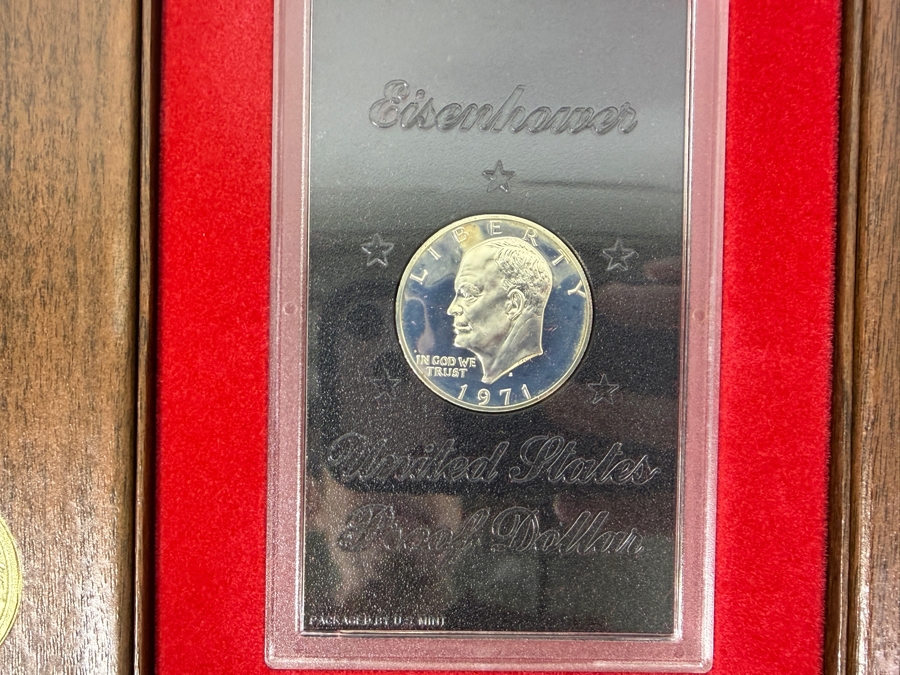 Eisenhower
LIBERTY
IN GOD WE
TRUST
1971
United States
Proof Dollar
PACKAGED BY U.S. MINT